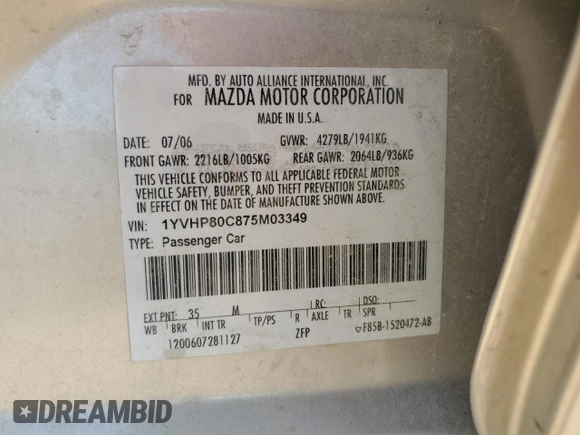 MFD. BY AUTO ALLIANCE INTERNATIONAL, INC.
FOR MAZDA MOTOR CORPORATION
MADE IN U.S.A.
DATE: 07/06 GVWR: 4279LB/1941KG
FRONT GAWR: 2216LB/1005KG REAR GAWR: 2064LB/936KG
THIS VEHICLE CONFORMS TO ALL APPLICABLE FEDERAL MOTOR
VEHICLE SAFETY, BUMPER, AND THEFT PREVENTION STANDARDS
IN EFFECT ON THE DATE OF MANUFACTURE SHOWN ABOVE.
VIN: 1YVHP80C875M03349
TYPE: Passenger Car
EXT PNT: 35 M RC: DSO:
WB BRK INT TR TP/PS R AXLE TR SPR
1200607281127 ZFP ▽F85B-1520472-AB
DREAMBID